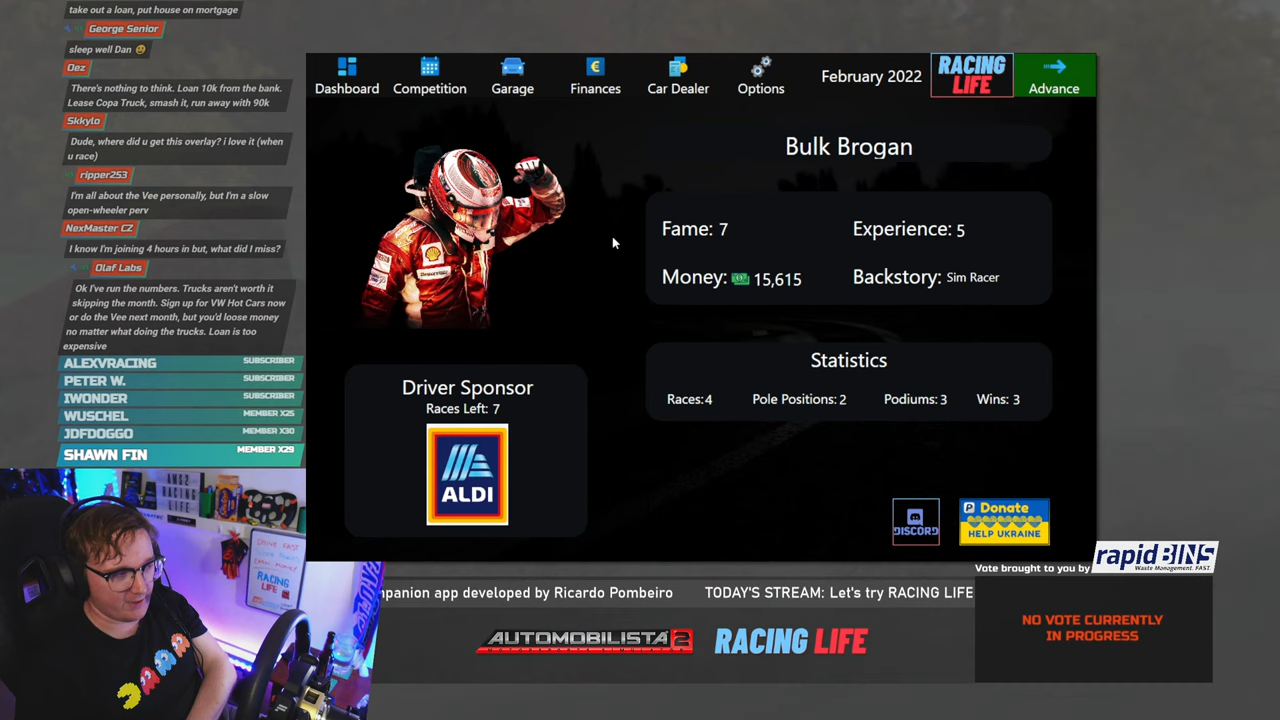 take out a loan, put house on mortgage
George Senior
sleep well Dan
Oez
There's nothing to think. Loan 10k from the bank.
Lease Copa Truck, smash it, run away with 90k
Skkylo
Dude, where did u get this overlay? i love it (when
u race)
ripper253
I'm all about the Vee personally, but I'm a slow
open-wheeler perv
NexMaster CZ
I know I'm joining 4 hours in but, what did I miss?
Olaf Labs
Ok I've run the numbers. Trucks aren't worth it
skipping the month. Sign up for VW Hot Cars now
or do the Vee next month, but you'd loose money
no matter what doing the trucks. Loan is too
expensive
ALEXVRACING SUBSCRIBER
PETER W. SUBSCRIBER
IWONDER SUBSCRIBER
WUSCHEL MEMBER X25
JDFDOGGO MEMBER X30
SHAWN FIN MEMBER X29
Dashboard Competition Garage Finances Car Dealer Options February 2022 RACING LIFE Advance
Bulk Brogan
Fame: 7 Experience: 5
Money: 15,615 Backstory: Sim Racer
Statistics
Races:4 Pole Positions: 2 Podiums: 3 Wins: 3
Driver Sponsor
Races Left: 7
ALDI
DISCORD
Donate
HELP UKRAINE
Vote brought to you by rapidBINS
Waste Management. FAST.
mpanion app developed by Ricardo Pombeiro TODAY'S STREAM: Let's try RACING LIFE
NO VOTE CURRENTLY
IN PROGRESS
AUTOMOBILISTA 2 RACING LIFE
AMS2
RACING
LIFE
DRIVE FAST
EARN MONEY
RACING
LIFE